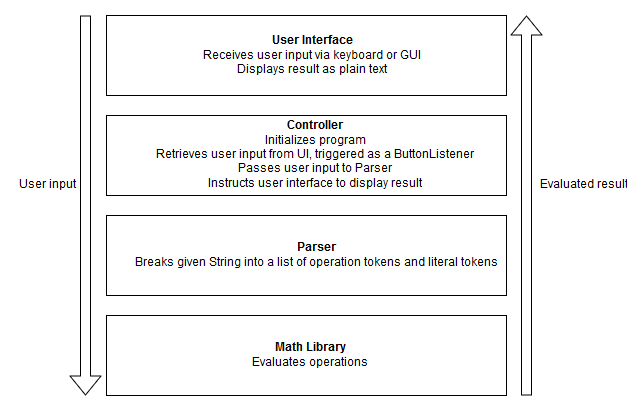 User Interface
Receives user input via keyboard or GUI
Displays result as plain text
Controller
Initializes program
Retrieves user input from UI, triggered as a ButtonListener
Passes user input to Parser
Instructs user interface to display result
User input
Evaluated result
Parser
Breaks given String into a list of operation tokens and literal tokens
Math Library
Evaluates operations